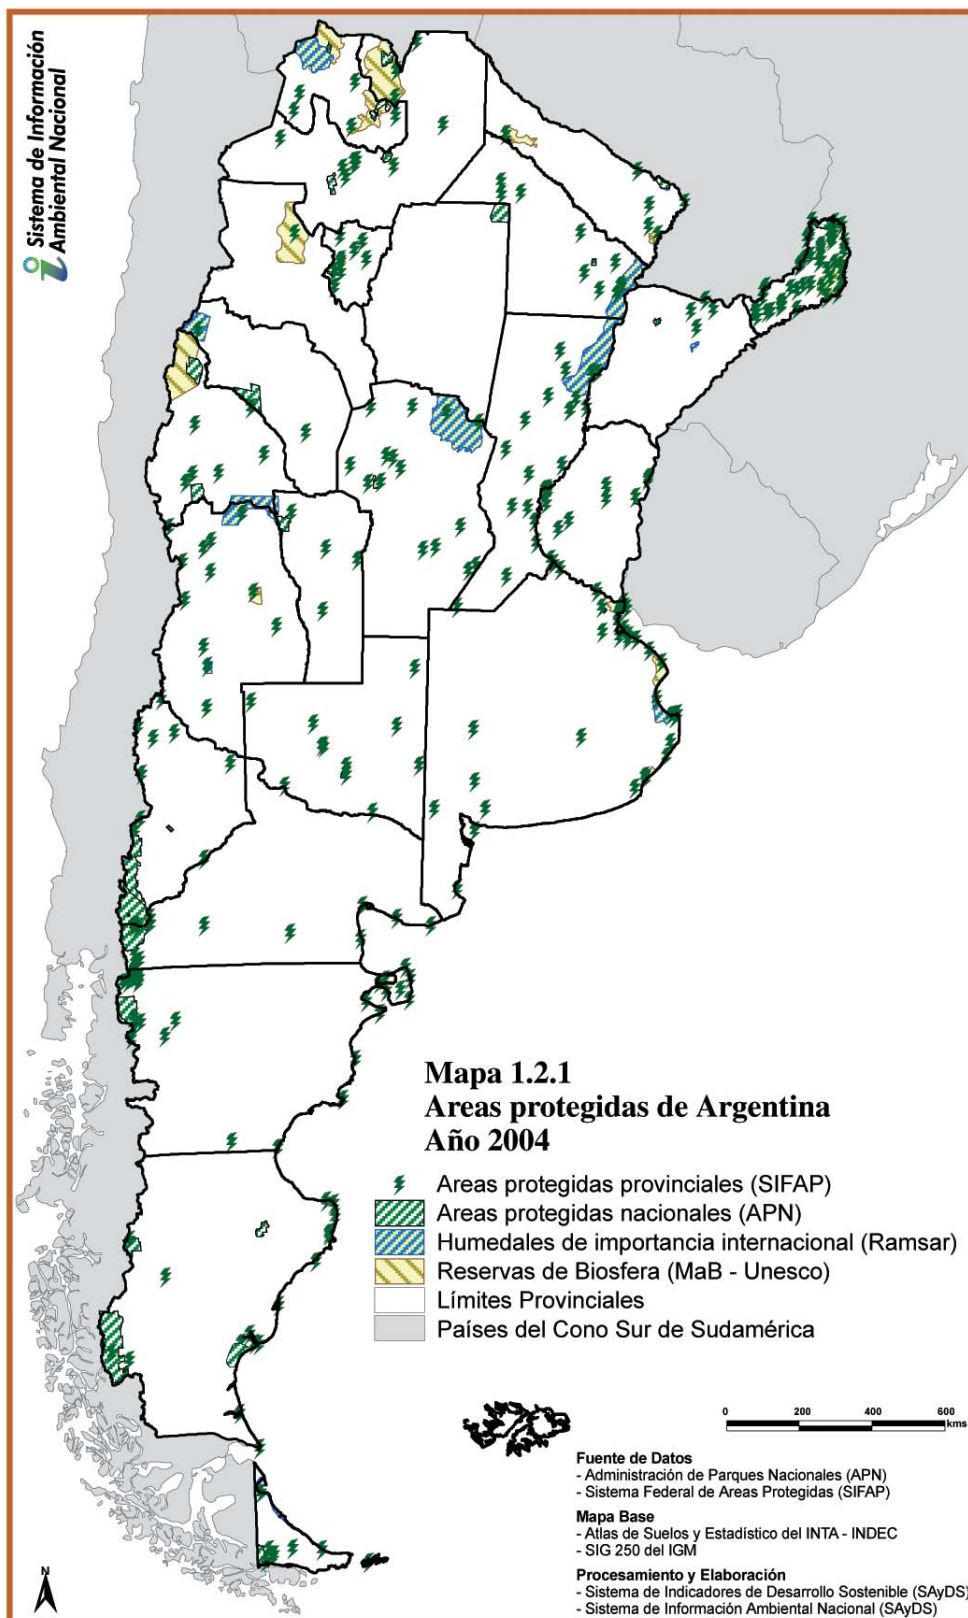 Sistema de Información
Ambiental Nacional
Mapa 1.2.1
Areas protegidas de Argentina
Año 2004
Areas protegidas provinciales (SIFAP)
Areas protegidas nacionales (APN)
Humedales de importancia internacional (Ramsar)
Reservas de Biosfera (MaB - Unesco)
Límites Provinciales
Países del Cono Sur de Sudamérica
0 200 400 600
kms
Fuente de Datos
- Administración de Parques Nacionales (APN)
- Sistema Federal de Areas Protegidas (SIFAP)
Mapa Base
- Atlas de Suelos y Estadístico del INTA - INDEC
- SIG 250 del IGM
Procesamiento y Elaboración
- Sistema de Indicadores de Desarrollo Sostenible (SAyDS)
- Sistema de Información Ambiental Nacional (SAyDS)
N